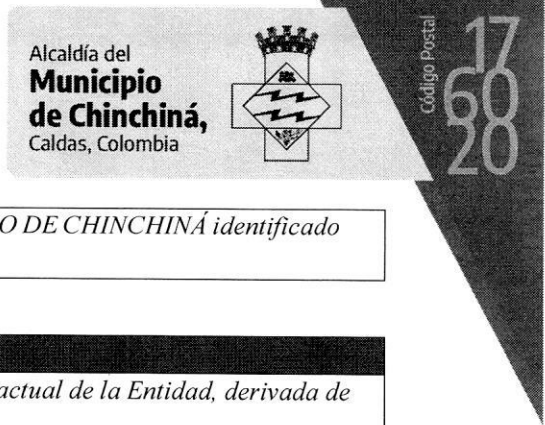 Alcaldía del
Municipio
de Chinchiná,
Caldas, Colombia
Código Postal
17
60
20
O DE CHINCHINÁ identificado
actual de la Entidad, derivada de